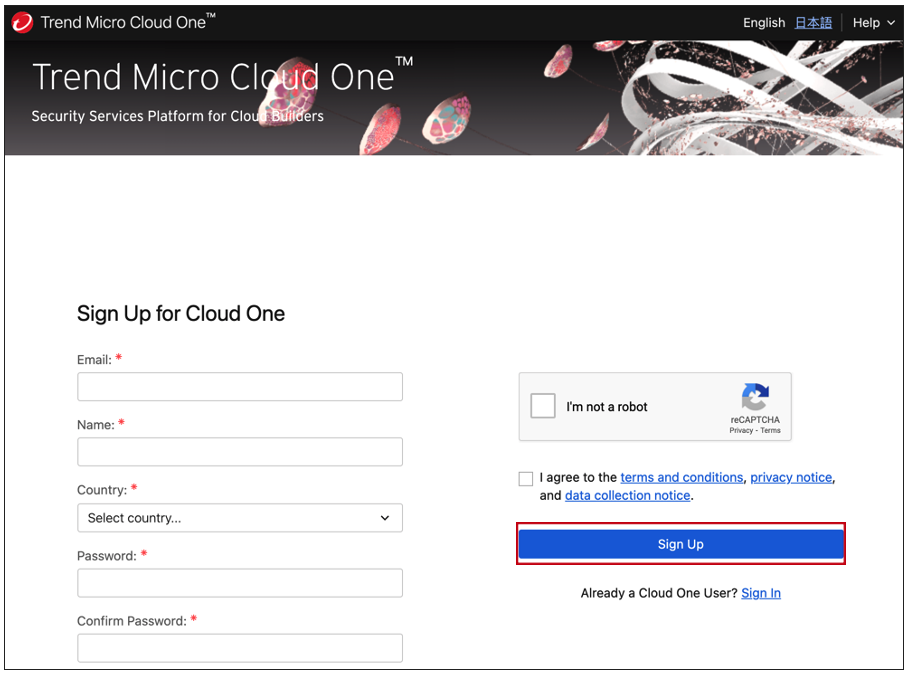 Trend Micro Cloud One™
English 日本語 Help
Trend Micro Cloud One™
Security Services Platform for Cloud Builders
Sign Up for Cloud One
Email: *
Name: *
Country: *
Select country...
Password: *
Confirm Password: *
I'm not a robot
reCAPTCHA
Privacy - Terms
I agree to the terms and conditions, privacy notice,
and data collection notice.
Sign Up
Already a Cloud One User? Sign In